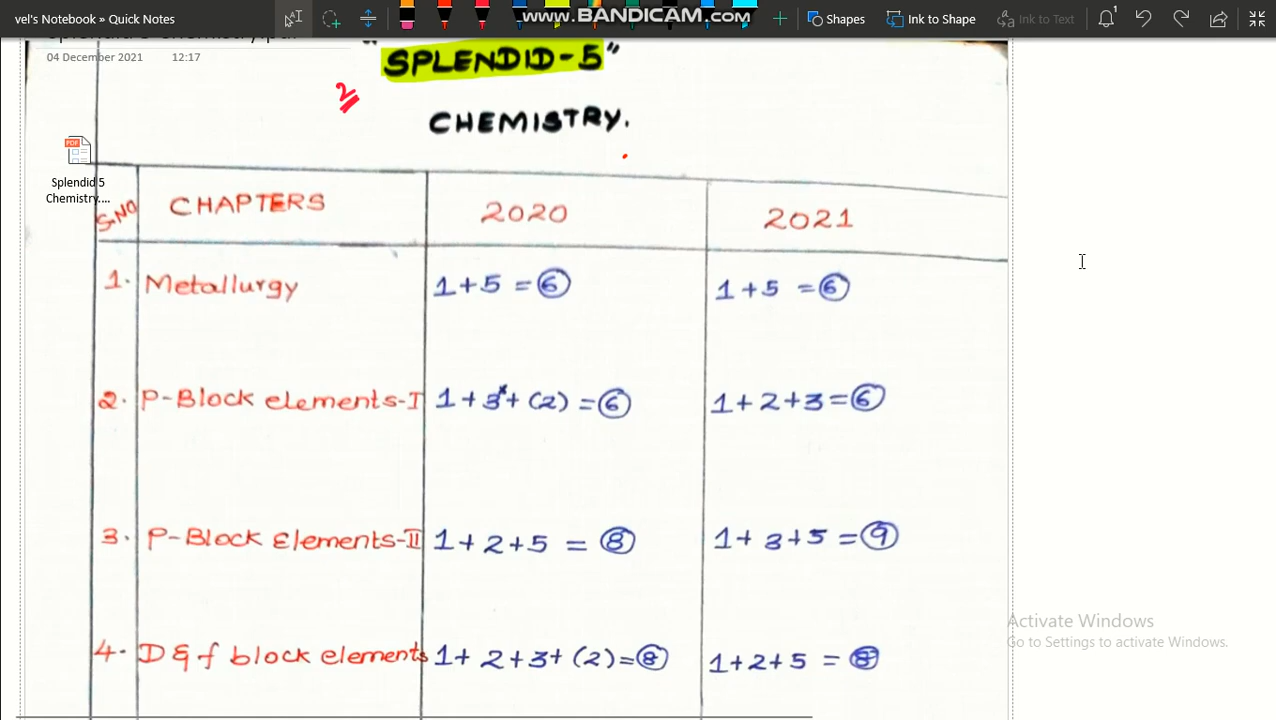 vel's Notebook » Quick Notes
WWW.BANDICAM.COM
Shapes
Ink to Shape
Ink to Text
04 December 2021 12:17
"SPLENDID-5"
CHEMISTRY.
Splendid 5
Chemistry....
S.NO CHAPTERS 2020 2021
1. Metallurgy 1+5 = 6 1+5 = 6
2. P-Block elements-I 1+3*+(2) = 6 1+2+3=6
3. P-Block Elements-II 1+2+5 = 8 1+3+5 = 9
4. D & f block elements 1+2+3+(2)=8 1+2+5 = 8
Activate Windows
Go to Settings to activate Windows.